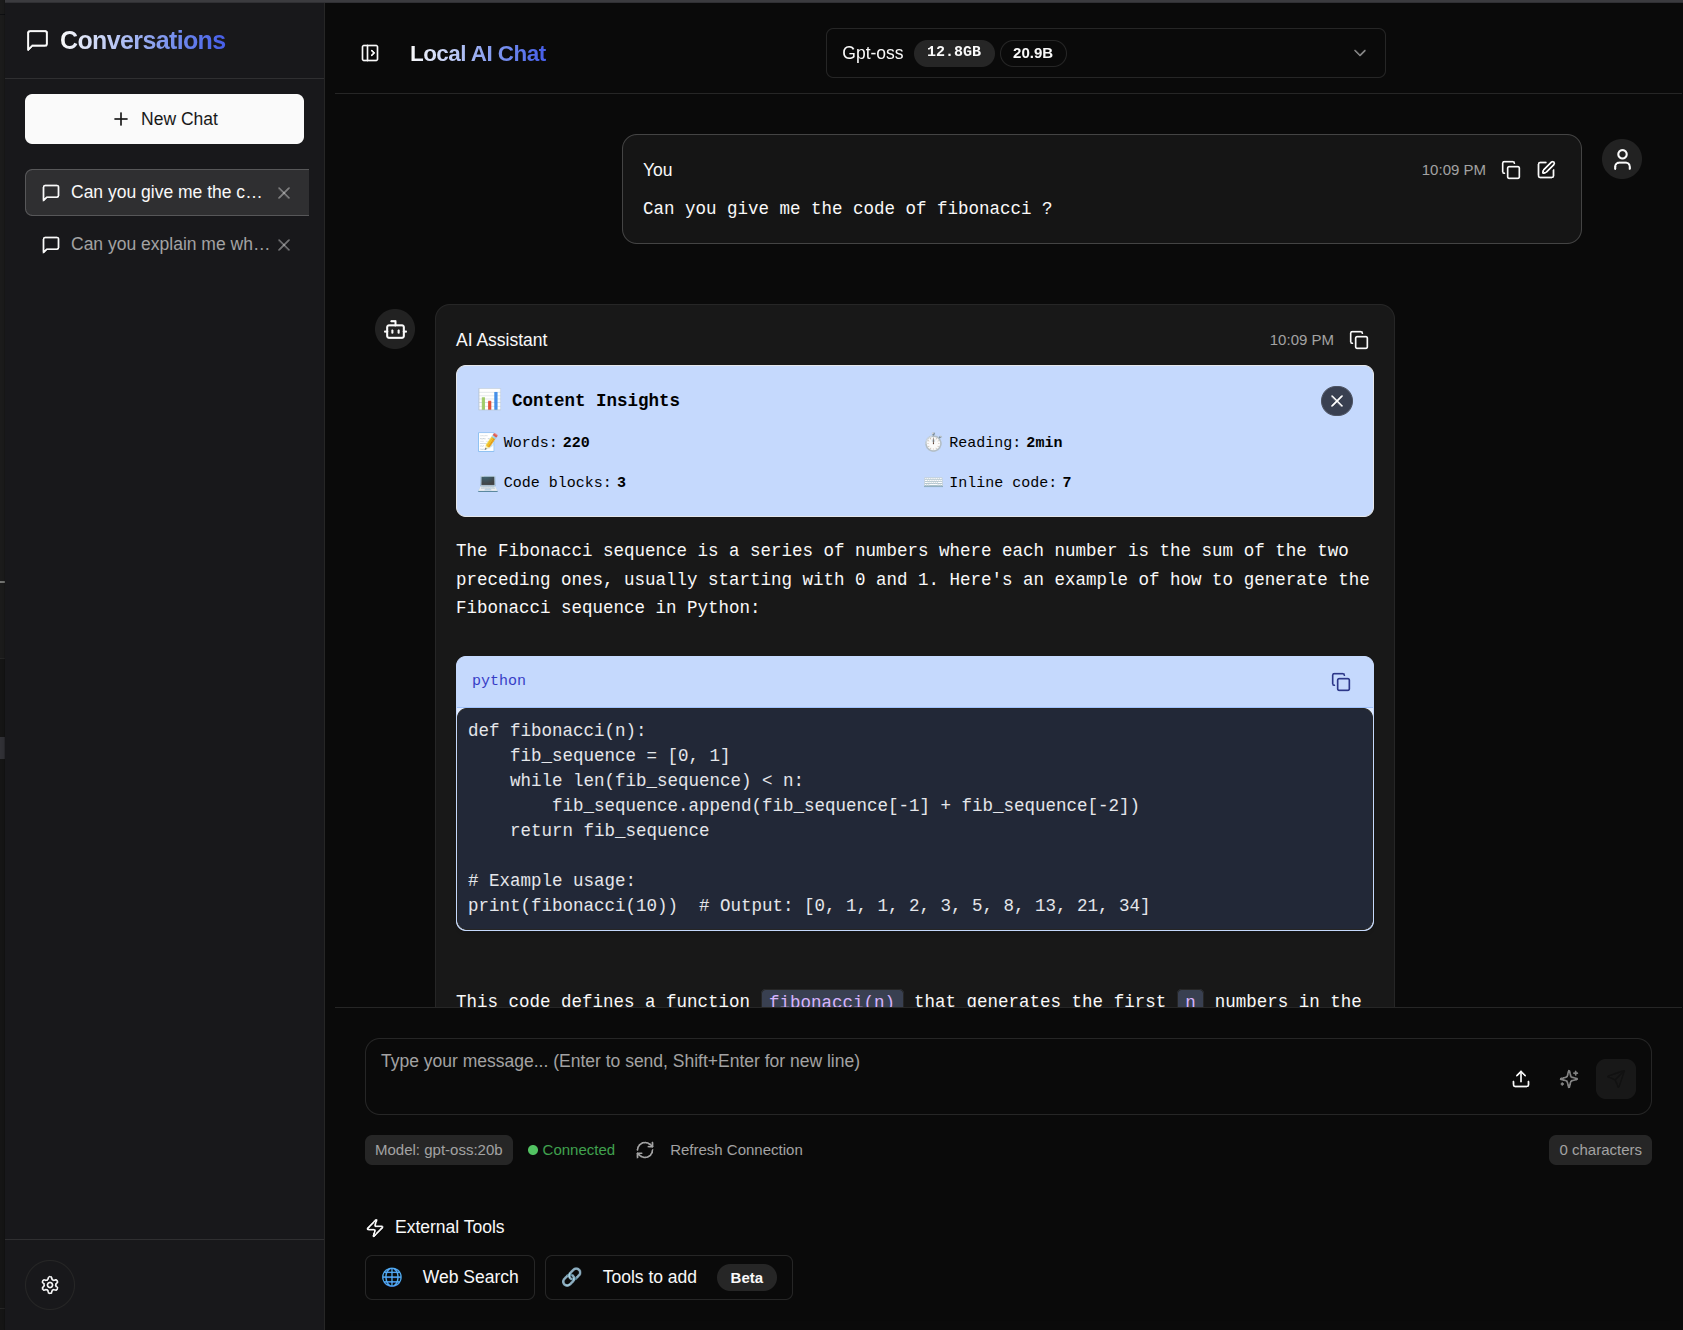 Conversations
New Chat
Can you give me the c...
Can you explain me wh...
Local AI Chat
Gpt-oss 12.8GB 20.9B
You 10:09 PM
Can you give me the code of fibonacci ?
AI Assistant 10:09 PM
Content Insights
Words: 220 Reading: 2min
Code blocks: 3 Inline code: 7
The Fibonacci sequence is a series of numbers where each number is the sum of the two
preceding ones, usually starting with 0 and 1. Here's an example of how to generate the
Fibonacci sequence in Python:
python
def fibonacci(n):
    fib_sequence = [0, 1]
    while len(fib_sequence) < n:
        fib_sequence.append(fib_sequence[-1] + fib_sequence[-2])
    return fib_sequence
# Example usage:
print(fibonacci(10))  # Output: [0, 1, 1, 2, 3, 5, 8, 13, 21, 34]
This code defines a function fibonacci(n) that generates the first n numbers in the
Type your message... (Enter to send, Shift+Enter for new line)
Model: gpt-oss:20b Connected Refresh Connection 0 characters
External Tools
Web Search Tools to add Beta